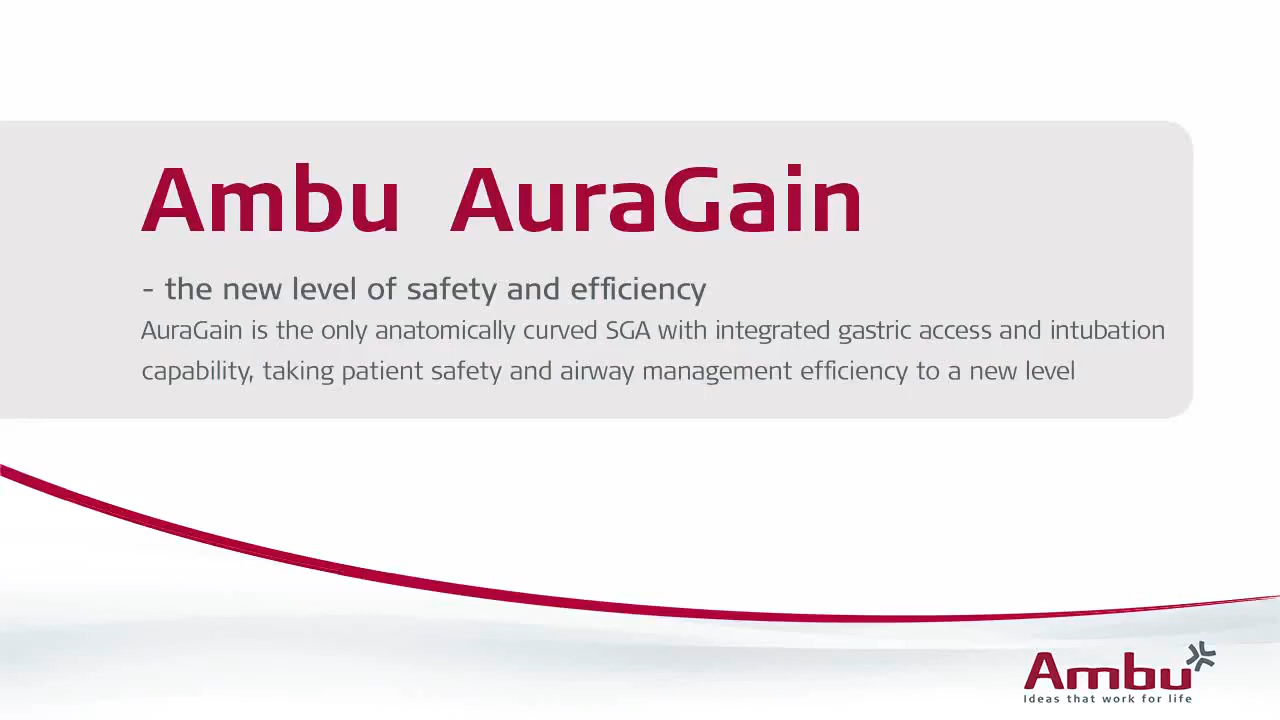 Ambu AuraGain
- the new level of safety and efficiency
AuraGain is the only anatomically curved SGA with integrated gastric access and intubation
capability, taking patient safety and airway management efficiency to a new level
Ambu
Ideas that work for life